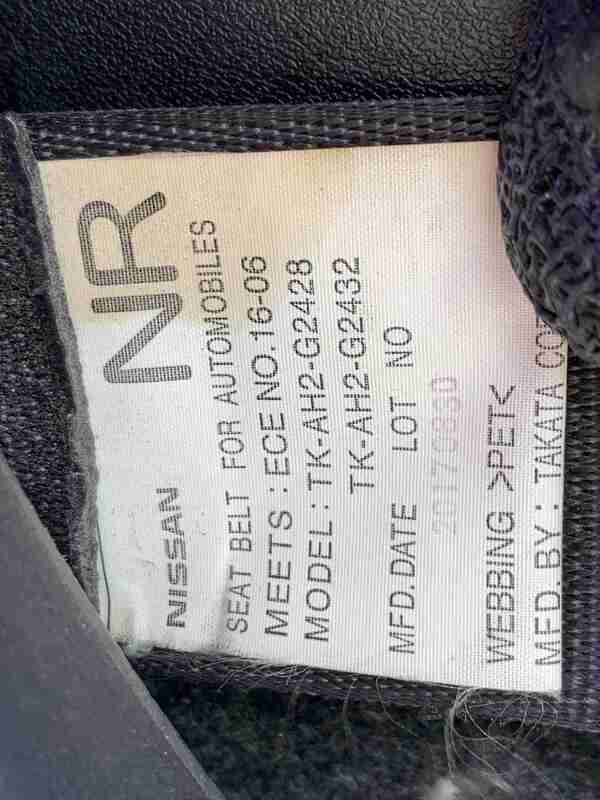 NISSAN NR
SEAT BELT FOR AUTOMOBILES
MEETS : ECE NO.16-06
MODEL : TK-AH2-G2428
TK-AH2-G2432
MFD.DATE LOT NO
20170830
WEBBING >PET<
MFD.BY : TAKATA